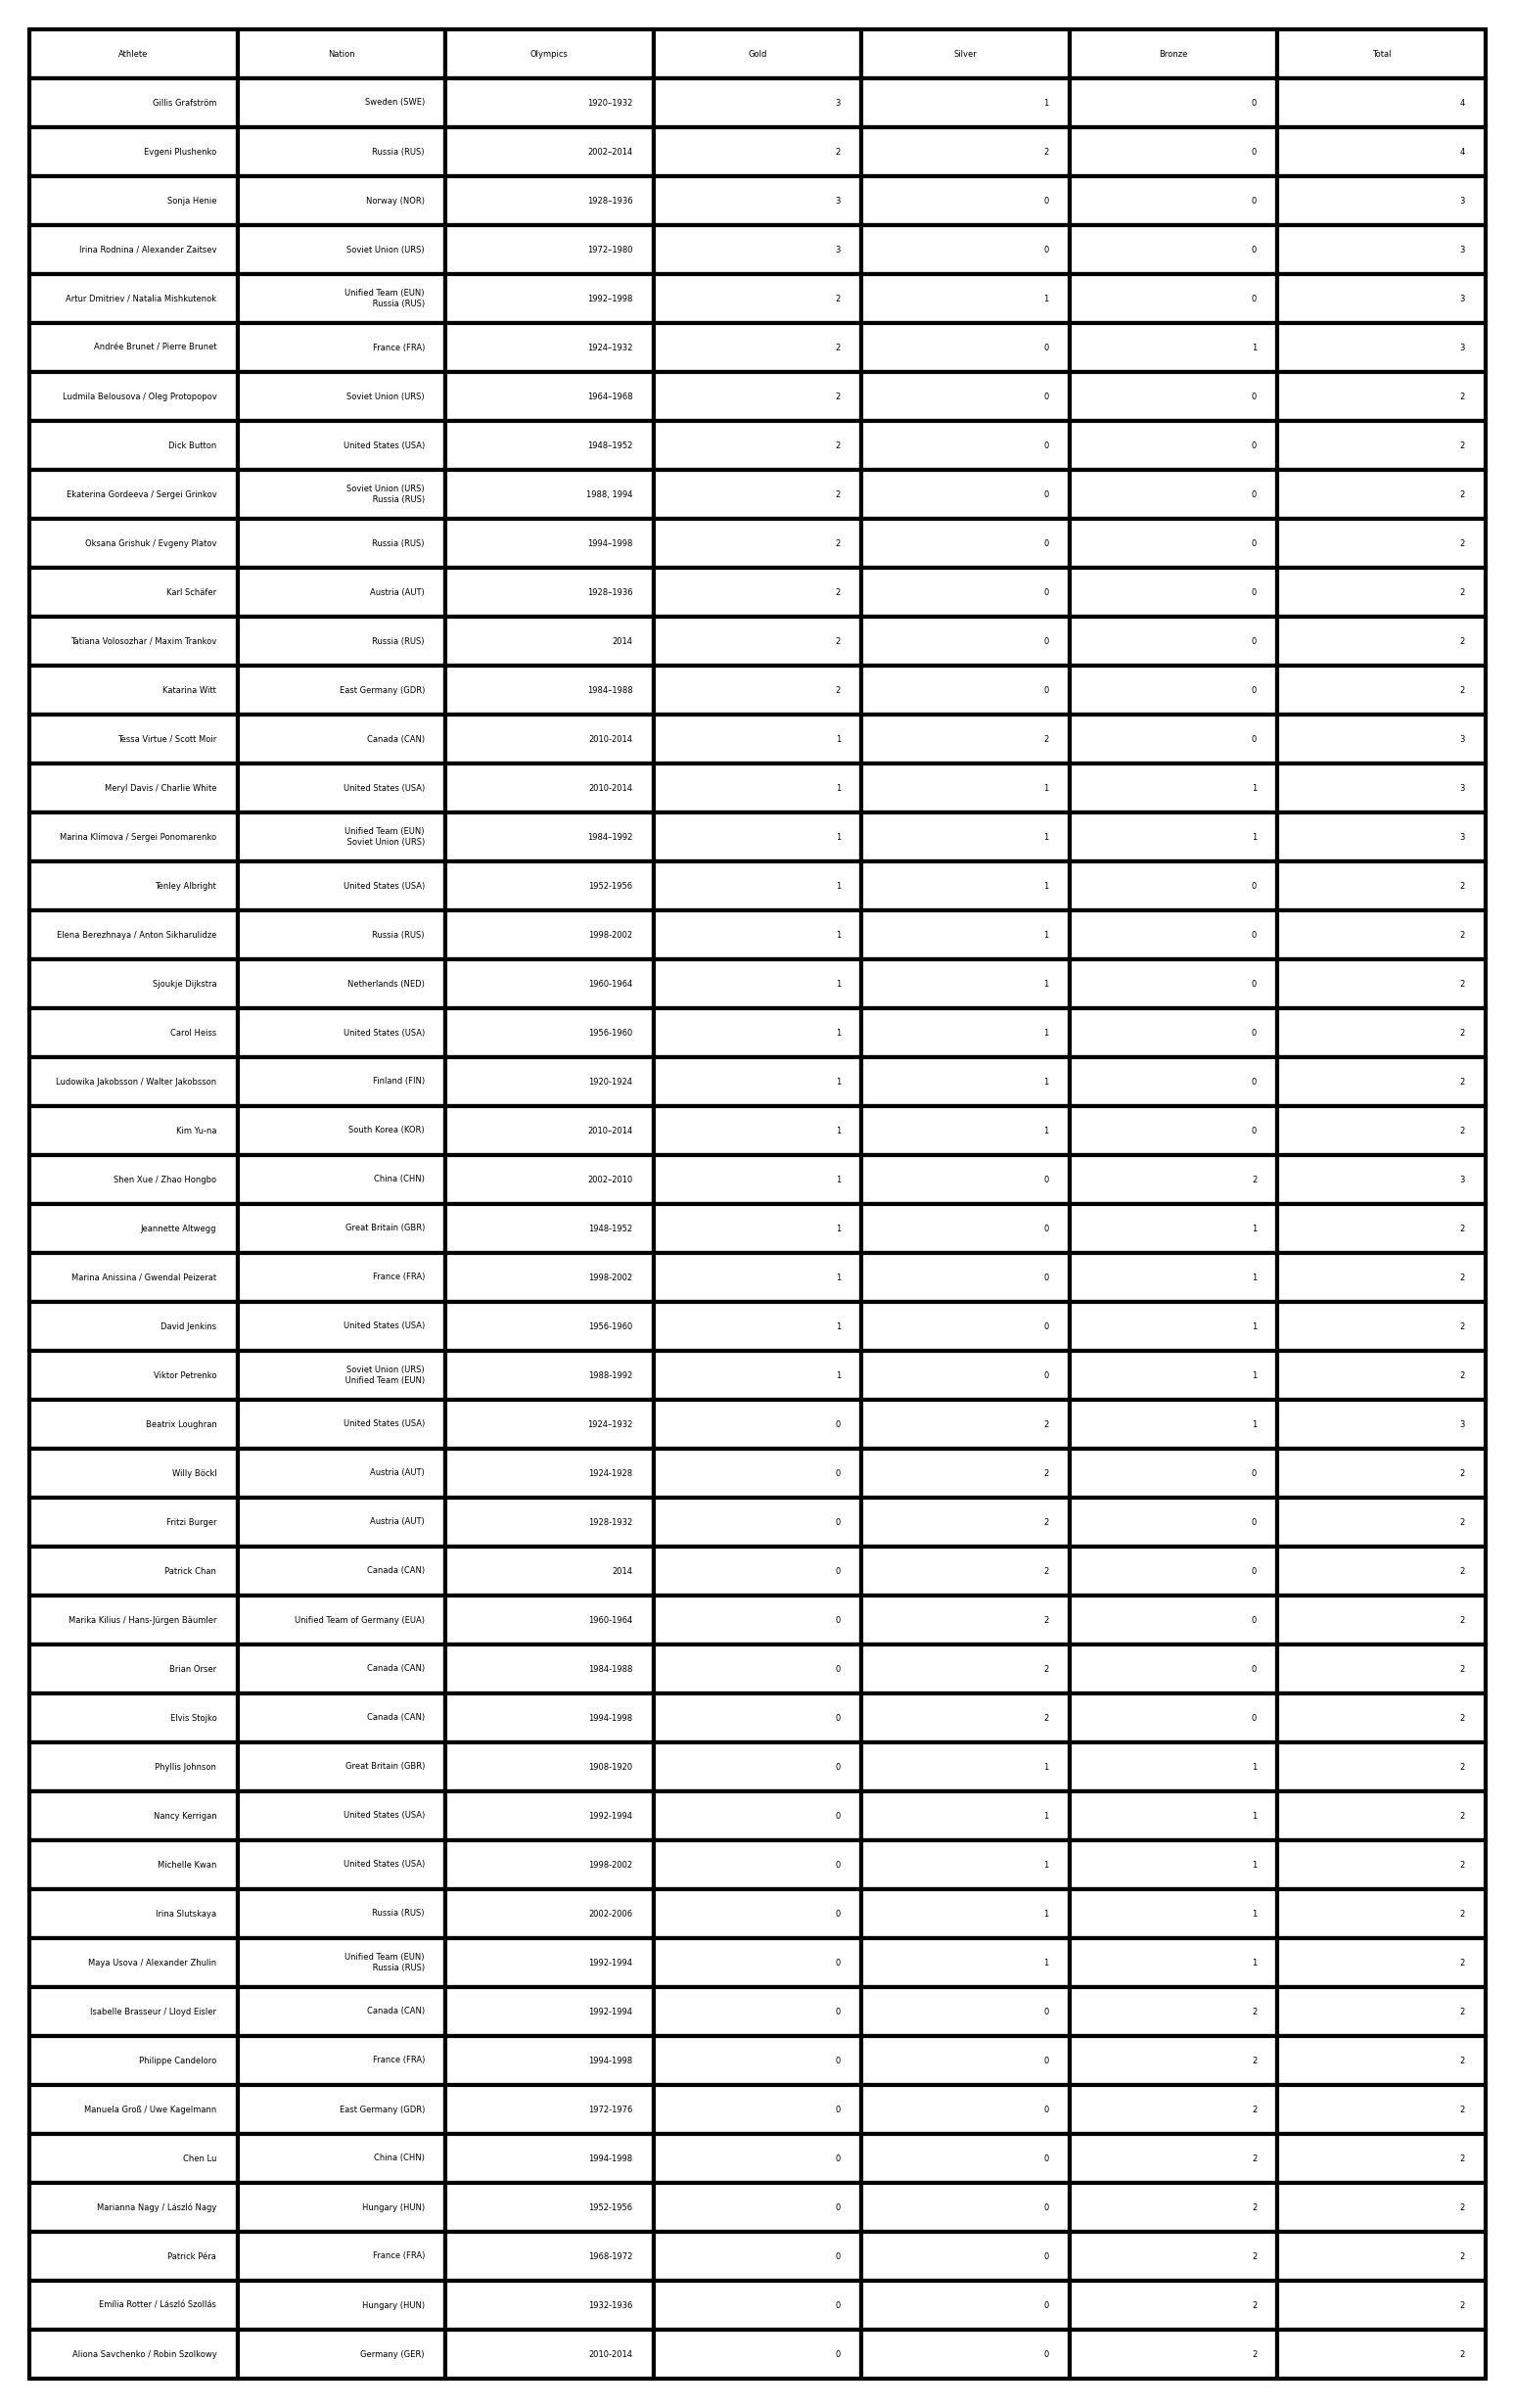 Athlete Nation Olympics Gold Silver Bronze Total
Gillis Grafström Sweden (SWE) 1920–1932 3 1 0 4
Evgeni Plushenko Russia (RUS) 2002–2014 2 2 0 4
Sonja Henie Norway (NOR) 1928–1936 3 0 0 3
Irina Rodnina / Alexander Zaitsev Soviet Union (URS) 1972–1980 3 0 0 3
Unified Team (EUN)
Artur Dmitriev / Natalia Mishkutenok 1992–1998 2 1 0 3
Russia (RUS)
Andrée Brunet / Pierre Brunet France (FRA) 1924–1932 2 0 1 3
Ludmila Belousova / Oleg Protopopov Soviet Union (URS) 1964–1968 2 0 0 2
Dick Button United States (USA) 1948–1952 2 0 0 2
Soviet Union (URS)
Ekaterina Gordeeva / Sergei Grinkov 1988, 1994 2 0 0 2
Russia (RUS)
Oksana Grishuk / Evgeny Platov Russia (RUS) 1994–1998 2 0 0 2
Karl Schäfer Austria (AUT) 1928–1936 2 0 0 2
Tatiana Volosozhar / Maxim Trankov Russia (RUS) 2014 2 0 0 2
Katarina Witt East Germany (GDR) 1984–1988 2 0 0 2
Tessa Virtue / Scott Moir Canada (CAN) 2010-2014 1 2 0 3
Meryl Davis / Charlie White United States (USA) 2010-2014 1 1 1 3
Unified Team (EUN)
Marina Klimova / Sergei Ponomarenko 1984–1992 1 1 1 3
Soviet Union (URS)
Tenley Albright United States (USA) 1952-1956 1 1 0 2
Elena Berezhnaya / Anton Sikharulidze Russia (RUS) 1998-2002 1 1 0 2
Sjoukje Dijkstra Netherlands (NED) 1960-1964 1 1 0 2
Carol Heiss United States (USA) 1956-1960 1 1 0 2
Ludowika Jakobsson / Walter Jakobsson Finland (FIN) 1920-1924 1 1 0 2
Kim Yu-na South Korea (KOR) 2010–2014 1 1 0 2
Shen Xue / Zhao Hongbo China (CHN) 2002–2010 1 0 2 3
Jeannette Altwegg Great Britain (GBR) 1948-1952 1 0 1 2
Marina Anissina / Gwendal Peizerat France (FRA) 1998-2002 1 0 1 2
David Jenkins United States (USA) 1956-1960 1 0 1 2
Soviet Union (URS)
Viktor Petrenko 1988-1992 1 0 1 2
Unified Team (EUN)
Beatrix Loughran United States (USA) 1924–1932 0 2 1 3
Willy Böckl Austria (AUT) 1924-1928 0 2 0 2
Fritzi Burger Austria (AUT) 1928-1932 0 2 0 2
Patrick Chan Canada (CAN) 2014 0 2 0 2
Marika Kilius / Hans-Jürgen Bäumler Unified Team of Germany (EUA) 1960-1964 0 2 0 2
Brian Orser Canada (CAN) 1984-1988 0 2 0 2
Elvis Stojko Canada (CAN) 1994-1998 0 2 0 2
Phyllis Johnson Great Britain (GBR) 1908-1920 0 1 1 2
Nancy Kerrigan United States (USA) 1992-1994 0 1 1 2
Michelle Kwan United States (USA) 1998-2002 0 1 1 2
Irina Slutskaya Russia (RUS) 2002-2006 0 1 1 2
Unified Team (EUN)
Maya Usova / Alexander Zhulin 1992-1994 0 1 1 2
Russia (RUS)
Isabelle Brasseur / Lloyd Eisler Canada (CAN) 1992-1994 0 0 2 2
Philippe Candeloro France (FRA) 1994-1998 0 0 2 2
Manuela Groß / Uwe Kagelmann East Germany (GDR) 1972-1976 0 0 2 2
Chen Lu China (CHN) 1994-1998 0 0 2 2
Marianna Nagy / László Nagy Hungary (HUN) 1952-1956 0 0 2 2
Patrick Péra France (FRA) 1968-1972 0 0 2 2
Emília Rotter / László Szollás Hungary (HUN) 1932-1936 0 0 2 2
Aliona Savchenko / Robin Szolkowy Germany (GER) 2010-2014 0 0 2 2